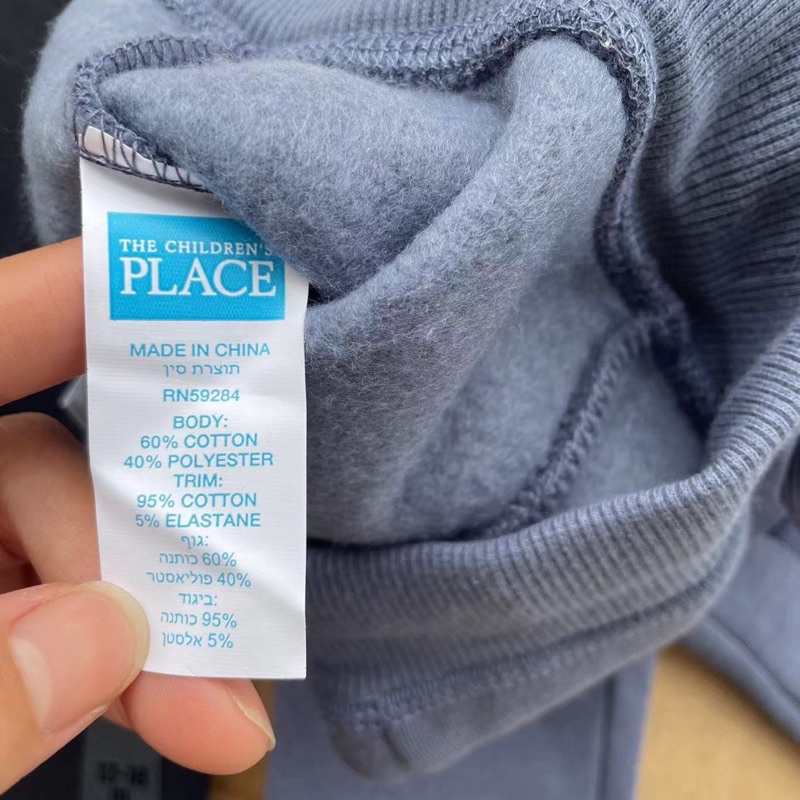 THE CHILDREN'S
PLACE
MADE IN CHINA
תוצרת סין
RN59284
BODY:
60% COTTON
40% POLYESTER
TRIM:
95% COTTON
5% ELASTANE
גוף:
60% כותנה
40% פוליאסטר
ביגוד:
95% כותנה
5% אלסטן